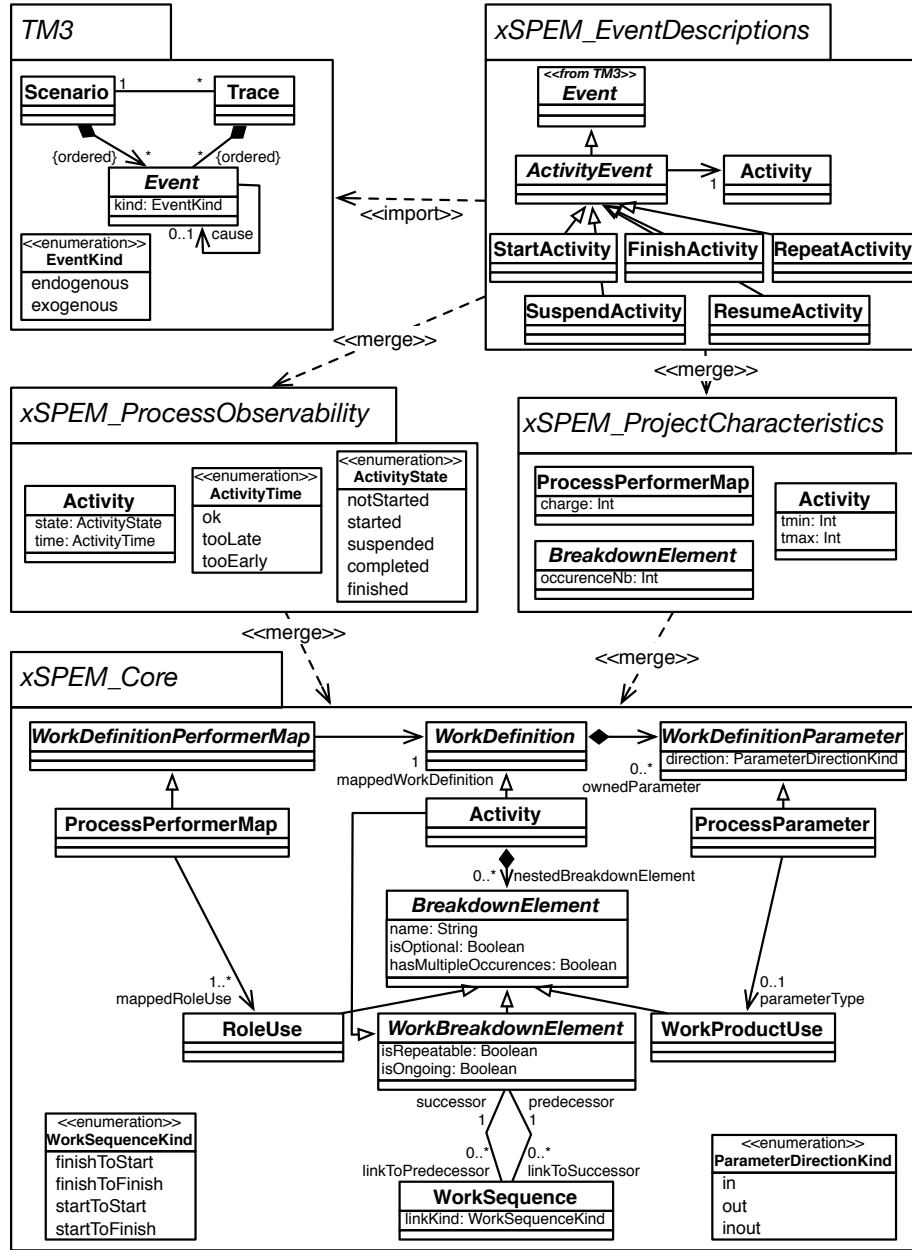 TM3
Scenario
1
*
Trace
{ordered}
*
*
{ordered}
Event
kind: EventKind
0..1
cause
<<enumeration>>
EventKind
endogenous
exogenous
<<import>>
xSPEM_EventDescriptions
<<from TM3>>
Event
ActivityEvent
1
Activity
StartActivity
FinishActivity
RepeatActivity
SuspendActivity
ResumeActivity
<<merge>>
<<merge>>
xSPEM_ProcessObservability
Activity
state: ActivityState
time: ActivityTime
<<enumeration>>
ActivityTime
ok
tooLate
tooEarly
<<enumeration>>
ActivityState
notStarted
started
suspended
completed
finished
xSPEM_ProjectCharacteristics
ProcessPerformerMap
charge: Int
BreakdownElement
occurenceNb: Int
Activity
tmin: Int
tmax: Int
<<merge>>
<<merge>>
xSPEM_Core
WorkDefinitionPerformerMap
1
mappedWorkDefinition
WorkDefinition
WorkDefinitionParameter
direction: ParameterDirectionKind
0..*
ownedParameter
ProcessPerformerMap
Activity
ProcessParameter
0..*
nestedBreakdownElement
BreakdownElement
name: String
isOptional: Boolean
hasMultipleOccurences: Boolean
1..*
mappedRoleUse
0..1
parameterType
RoleUse
WorkBreakdownElement
isRepeatable: Boolean
isOngoing: Boolean
WorkProductUse
successor
predecessor
1
1
0..*
0..*
linkToPredecessor
linkToSuccessor
WorkSequence
linkKind: WorkSequenceKind
<<enumeration>>
WorkSequenceKind
finishToStart
finishToFinish
startToStart
startToFinish
<<enumeration>>
ParameterDirectionKind
in
out
inout